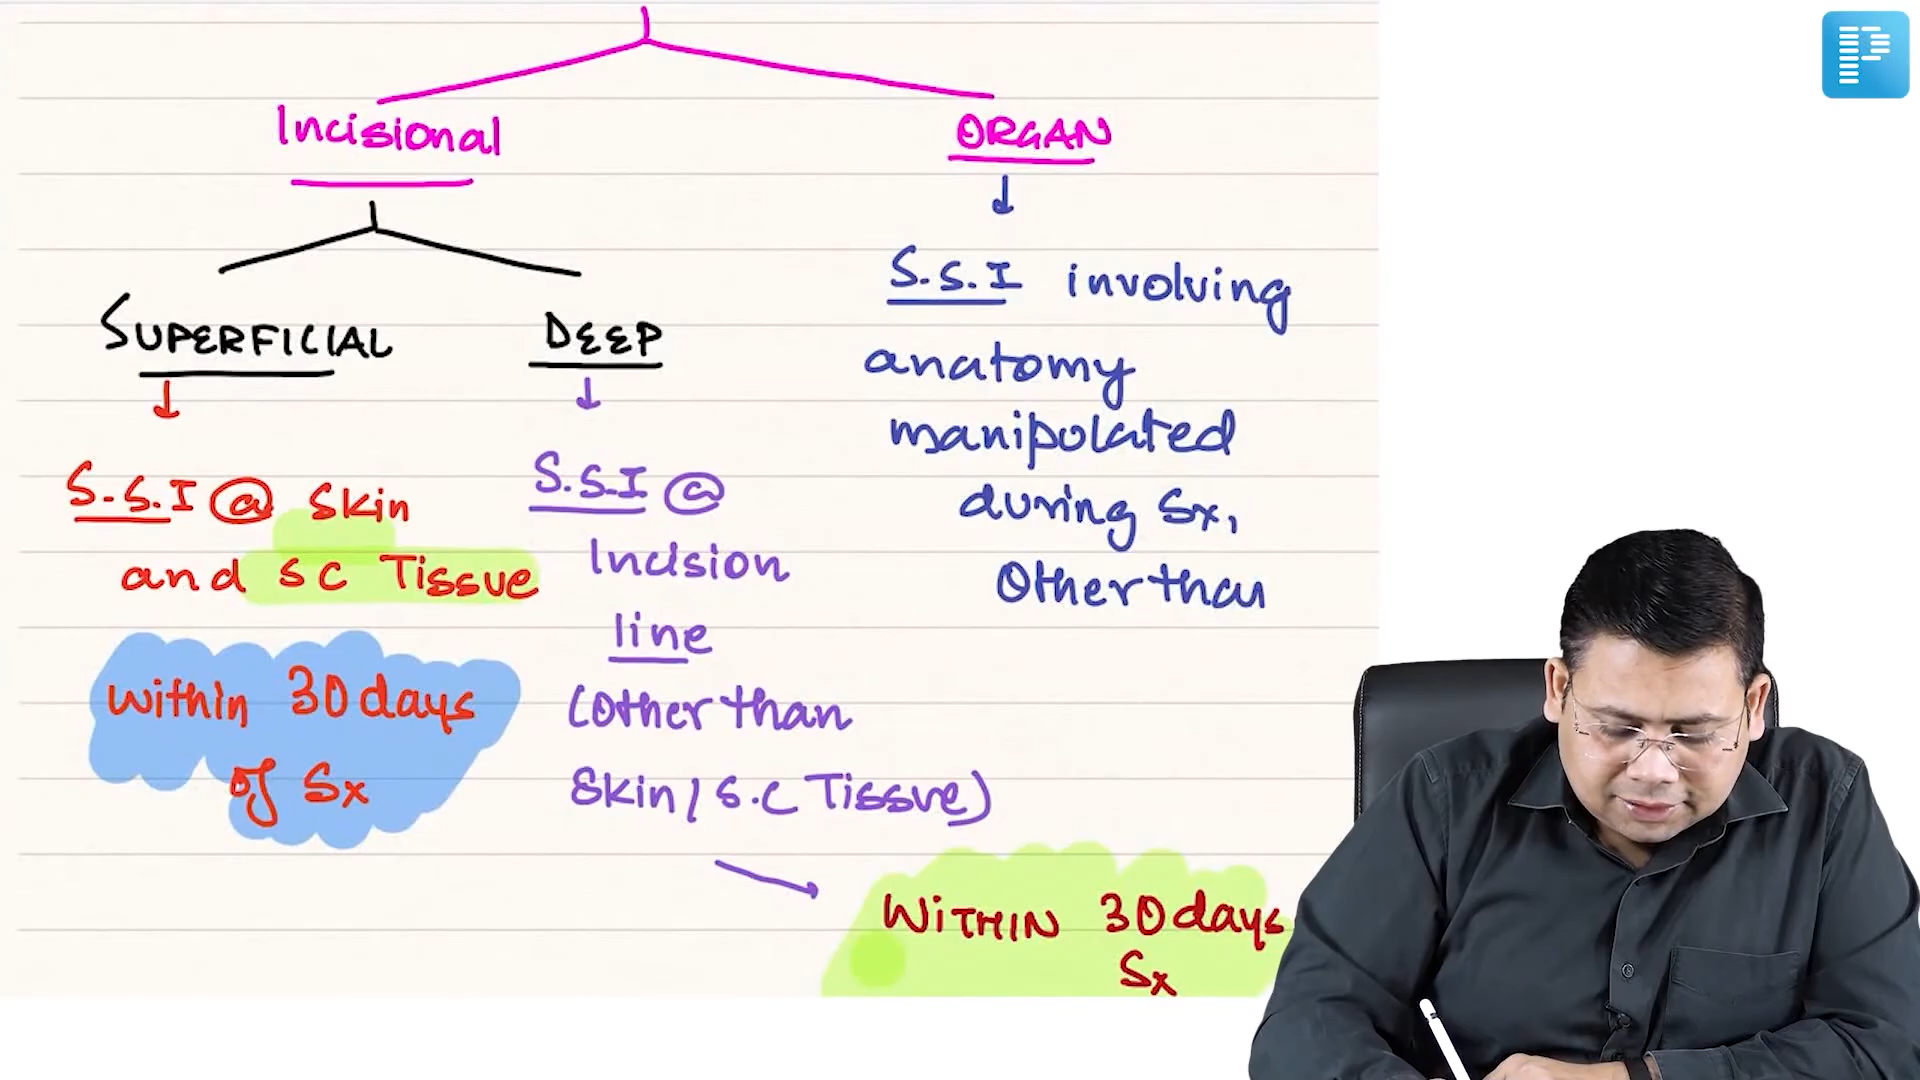 Incisional
ORGAN
SUPERFICIAL
DEEP
S.S.I @ Skin
and SC Tissue
within 30 days
of Sx
S.S.I @
Incision
line
(other than
Skin / S.C Tissue)
WITHIN 30 days
Sx
S.S.I involving
anatomy
manipulated
during Sx,
Other than
P